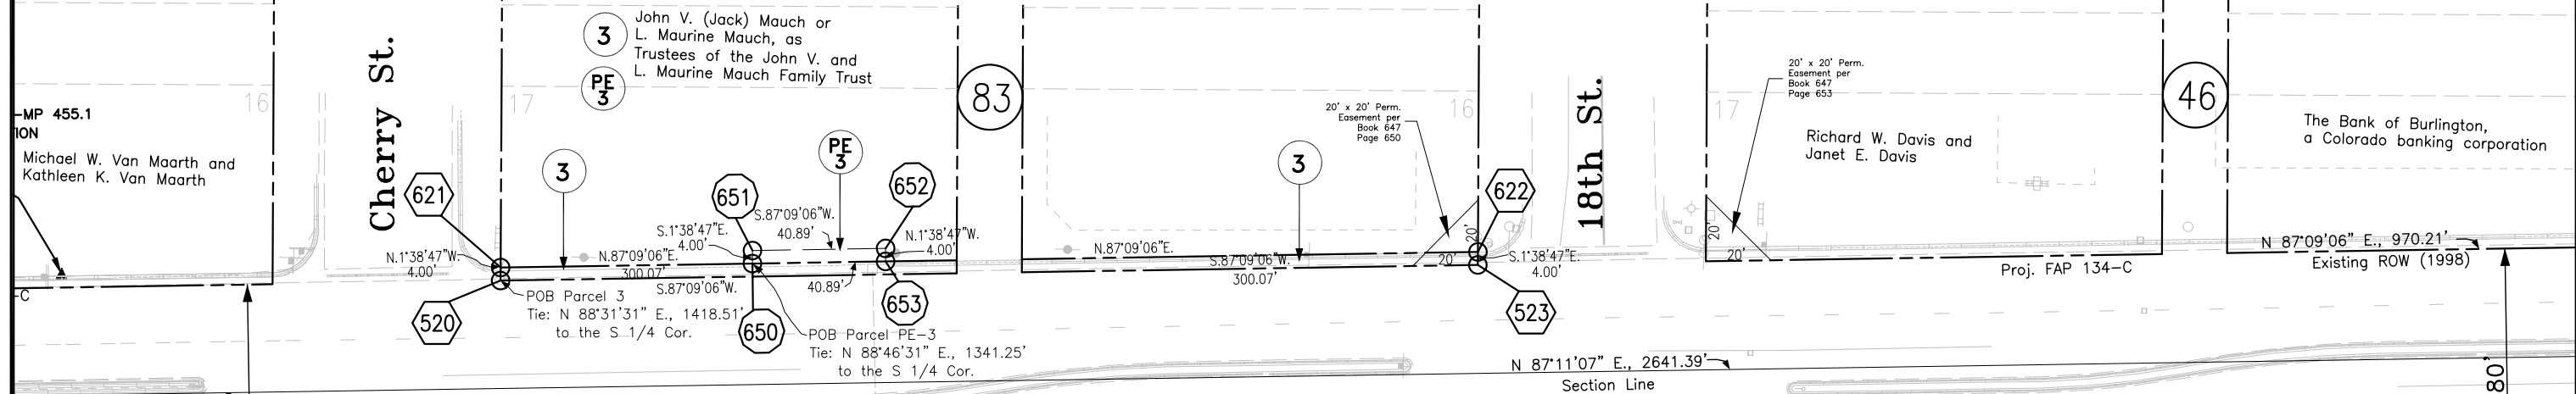 -MP 455.1
ION
Michael W. Van Maarth and
Kathleen K. Van Maarth
-C
16
Cherry St.
17
3
John V. (Jack) Mauch or
L. Maurine Mauch, as
Trustees of the John V. and
L. Maurine Mauch Family Trust
PE
3
621
3
651
PE
3
652
N.1°38'47"W.
4.00'
N.87°09'06"E.
300.07'
S.1°38'47"E.
4.00'
S.87°09'06"W.
40.89'
N.1°38'47"W.
4.00'
S.87°09'06"W.
40.89'
520
POB Parcel 3
Tie: N 88°31'31" E., 1418.51'
to the S 1/4 Cor.
650
653
POB Parcel PE-3
Tie: N 88°46'31" E., 1341.25'
to the S 1/4 Cor.
83
N.87°09'06"E.
3
S.87°09'06"W.
300.07'
20' x 20' Perm.
Easement per
Book 647
Page 650
16
20'
20'
622
S.1°38'47"E.
4.00'
523
18th St.
17
20' x 20' Perm.
Easement per
Book 647
Page 653
20'
20'
Richard W. Davis and
Janet E. Davis
Proj. FAP 134-C
46
The Bank of Burlington,
a Colorado banking corporation
N 87°09'06" E., 970.21'
Existing ROW (1998)
N 87°11'07" E., 2641.39'
Section Line
80'